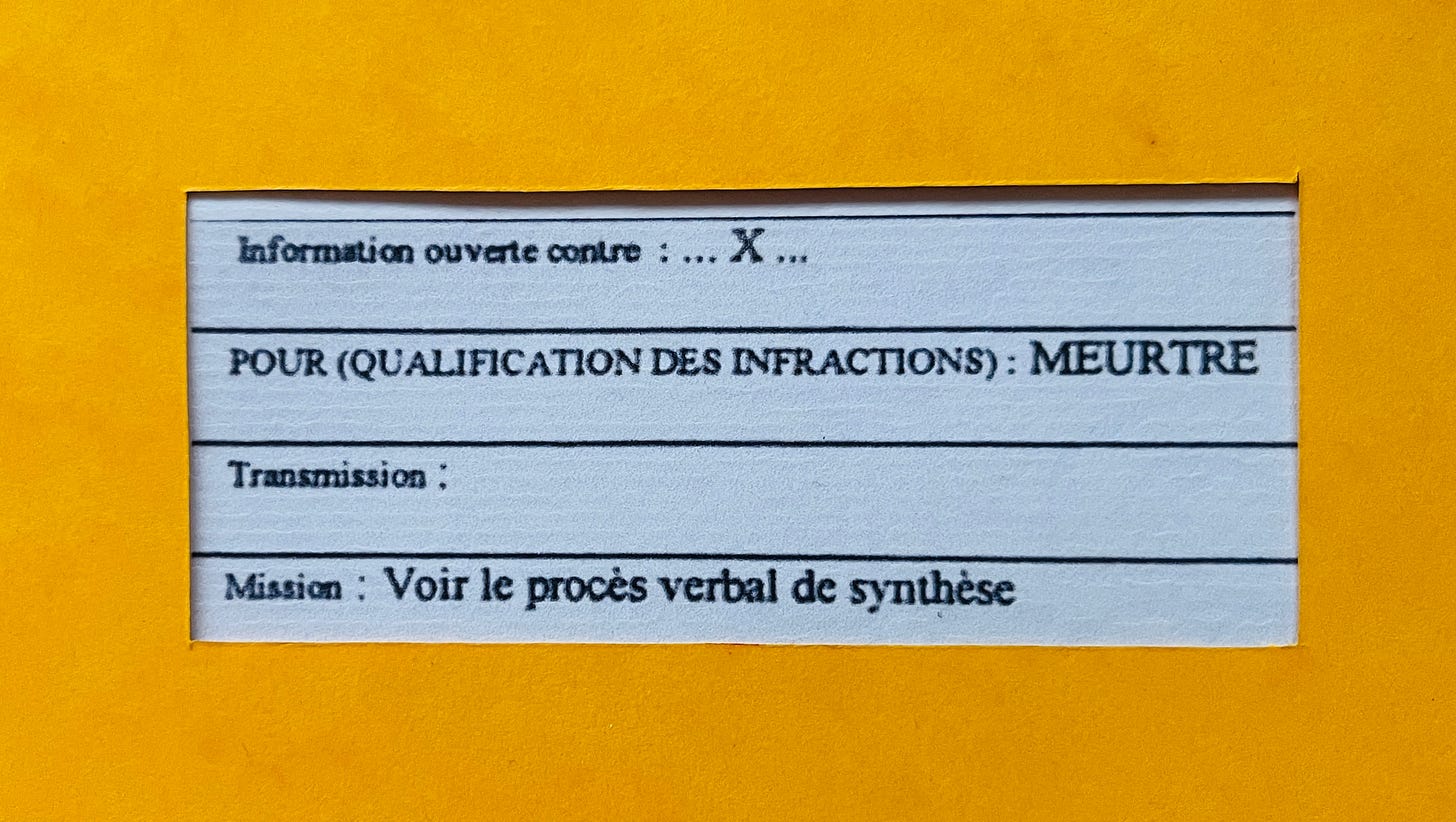 Information ouverte contre : ... X ...
POUR (QUALIFICATION DES INFRACTIONS) : MEURTRE
Transmission :
Mission : Voir le procès verbal de synthèse